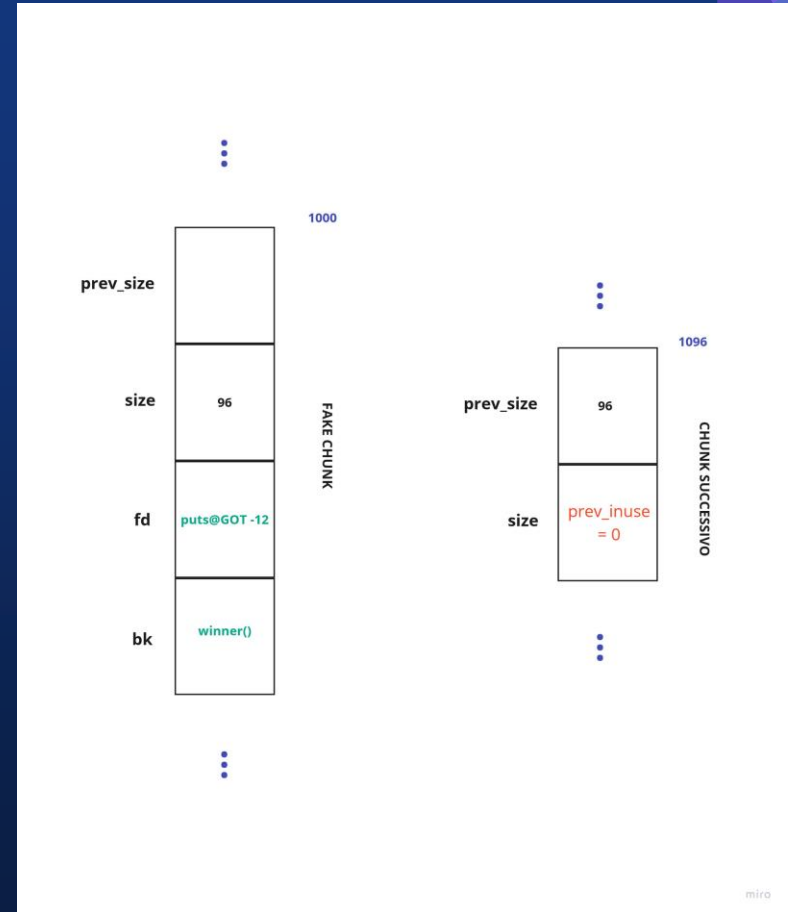 1000
prev_size
size
96
fd
puts@GOT -12
bk
winner()
FAKE CHUNK
1096
prev_size
96
size
prev_inuse
= 0
CHUNK SUCCESSIVO
miro